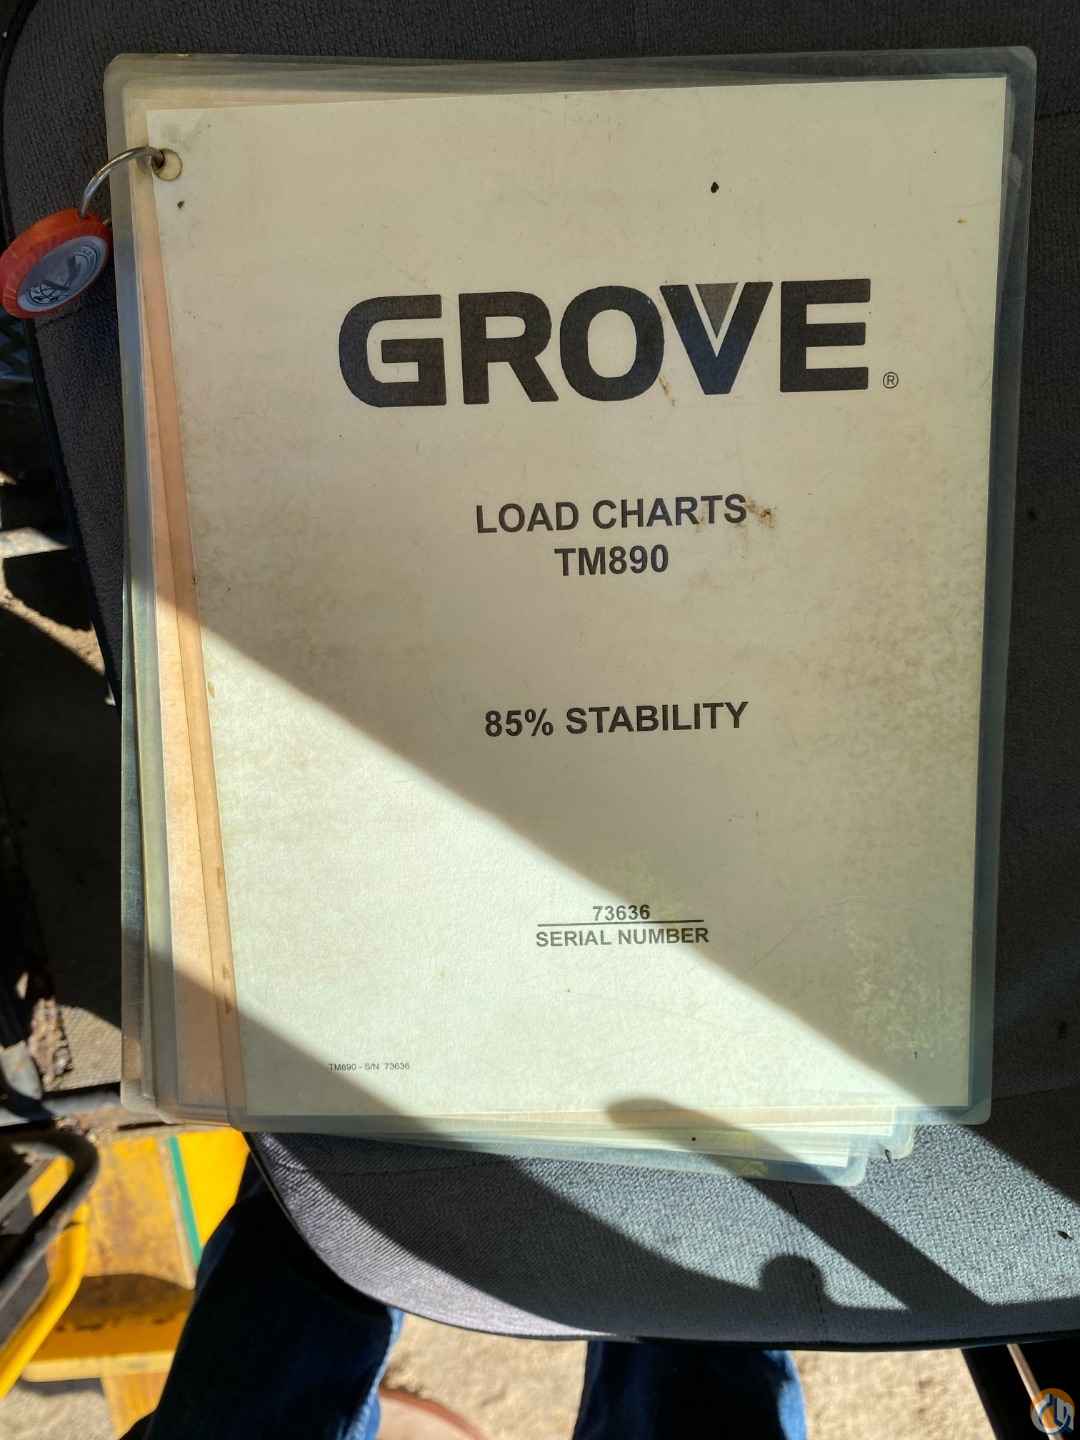 GROVE ®
LOAD CHARTS
TM890
85% STABILITY
73636
SERIAL NUMBER
TM890 - S/N 73636